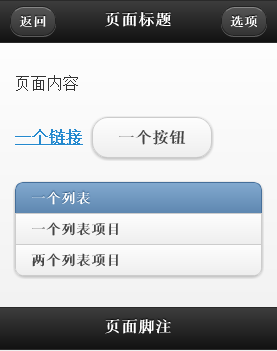 返回 页面标题 选项
页面内容
一个链接 一个按钮
一个列表
一个列表项目
两个列表项目
页面脚注